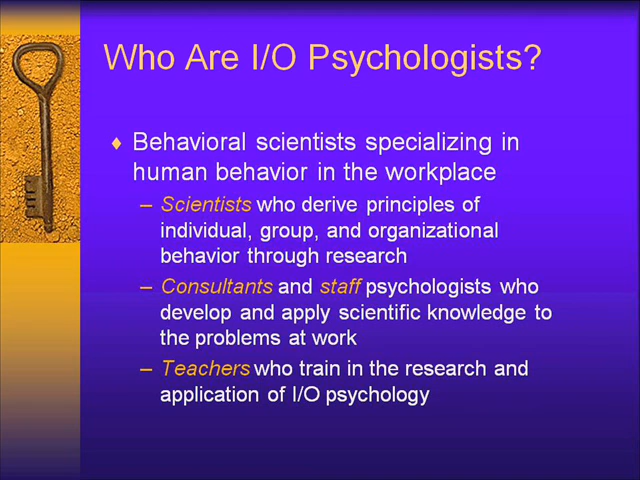 Who Are I/O Psychologists?
♦ Behavioral scientists specializing in
human behavior in the workplace
– Scientists who derive principles of
individual, group, and organizational
behavior through research
– Consultants and staff psychologists who
develop and apply scientific knowledge to
the problems at work
– Teachers who train in the research and
application of I/O psychology